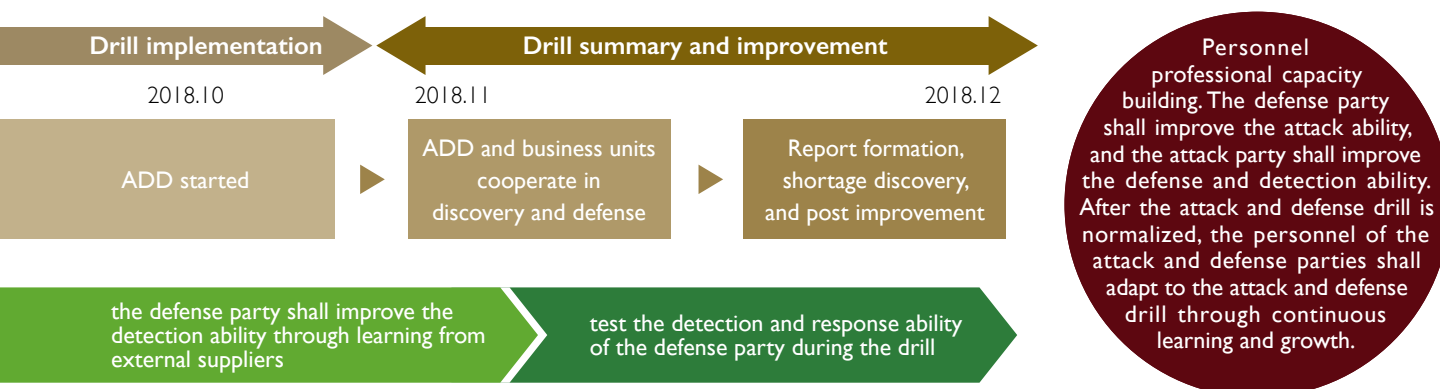 Drill implementation
Drill summary and improvement
2018.10
2018.11
2018.12
ADD started
ADD and business units
cooperate in
discovery and defense
Report formation,
shortage discovery,
and post improvement
the defense party shall improve the
detection ability through learning from
external suppliers
test the detection and response ability
of the defense party during the drill
Personnel
professional capacity
building. The defense party
shall improve the attack ability,
and the attack party shall improve
the defense and detection ability.
After the attack and defense drill is
normalized, the personnel of the
attack and defense parties shall
adapt to the attack and defense
drill through continuous
learning and growth.